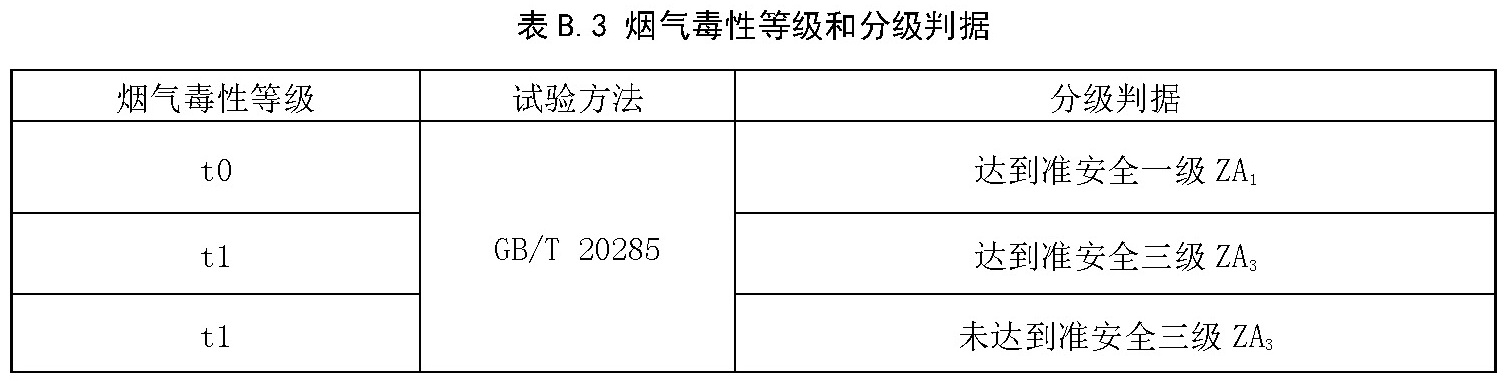 表B.3 烟气毒性等级和分级判据
烟气毒性等级 试验方法 分级判据
t0 达到准安全一级 ZA₁
t1 GB/T 20285 达到准安全三级 ZA₃
t1 未达到准安全三级 ZA₃